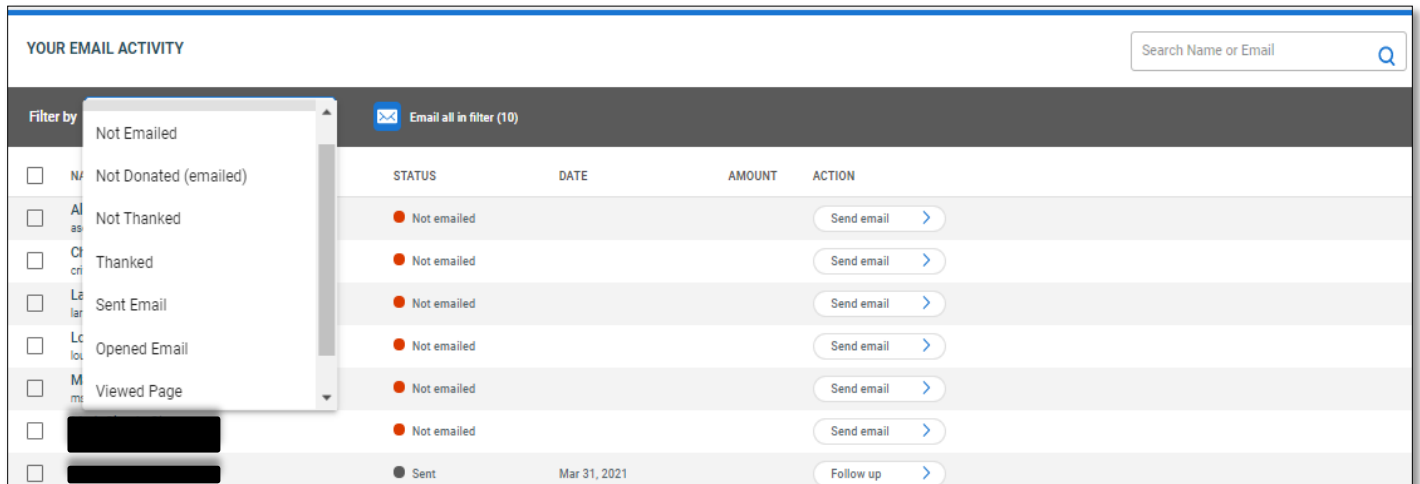 YOUR EMAIL ACTIVITY
Search Name or Email
Filter by
Email all in filter (10)
Not Emailed
Not Donated (emailed)
Not Thanked
Thanked
Sent Email
Opened Email
Viewed Page
STATUS DATE AMOUNT ACTION
Not emailed Send email
Not emailed Send email
Not emailed Send email
Not emailed Send email
Not emailed Send email
Not emailed Send email
Sent Mar 31, 2021 Follow up